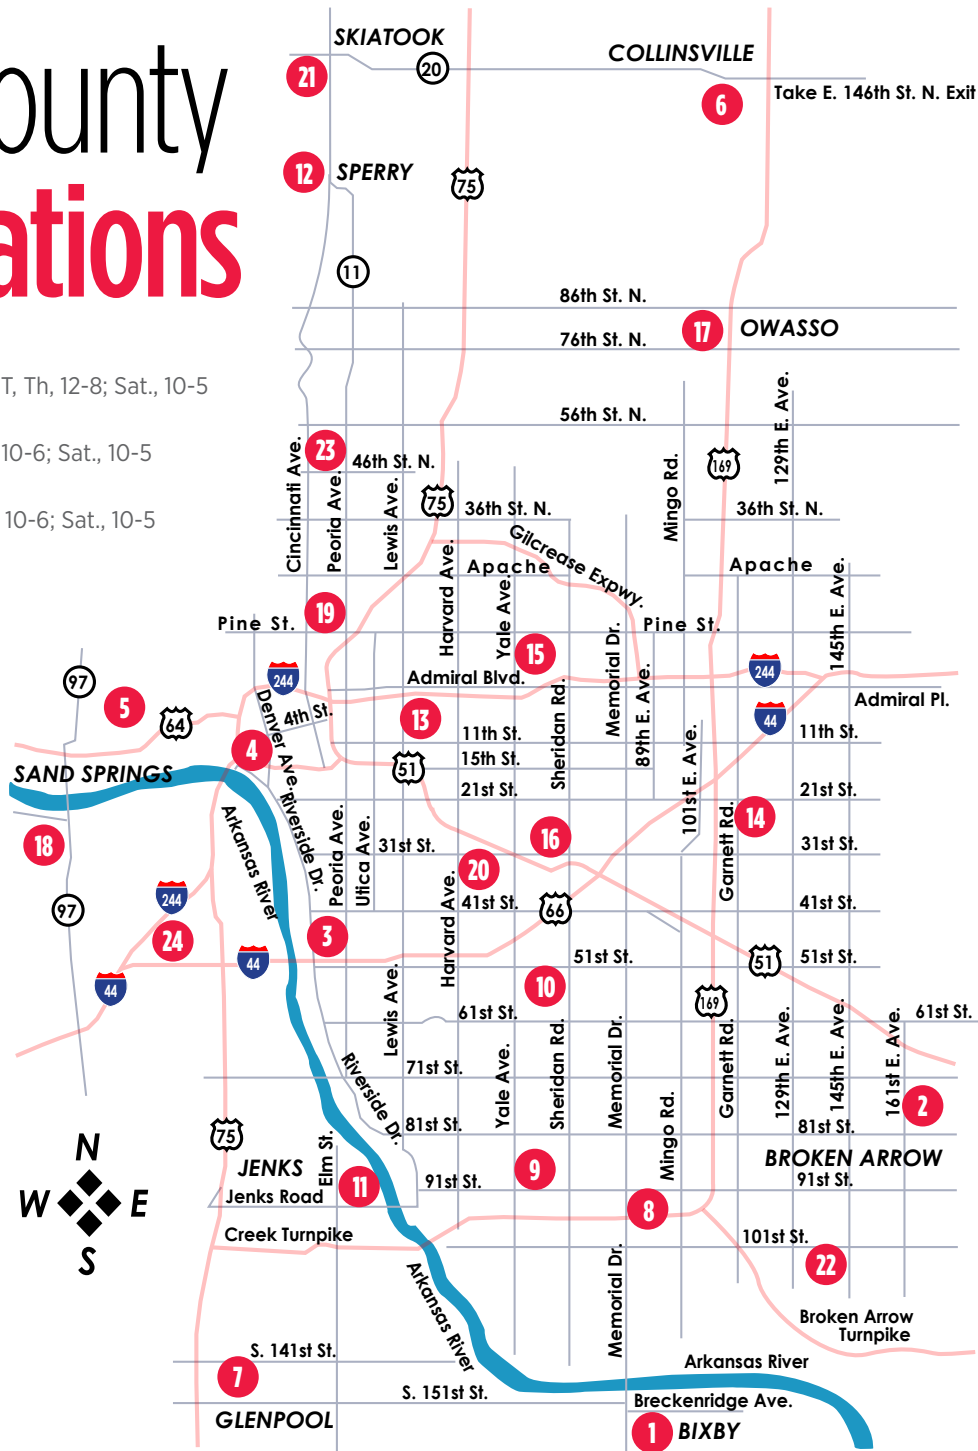 ounty
ations
T, Th, 12-8; Sat., 10-5
10-6; Sat., 10-5
10-6; Sat., 10-5
SKIATOOK
COLLINSVILLE
20
21
6
Take E. 146th St. N. Exit
12
SPERRY
75
11
86th St. N.
17
OWASSO
76th St. N.
56th St. N.
129th E. Ave.
23
46th St. N.
Cincinnati Ave.
Peoria Ave.
Lewis Ave.
75
Mingo Rd.
169
36th St. N.
36th St. N.
Gilcrease Expwy.
Harvard Ave.
Apache
Apache
Yale Ave.
145th E. Ave.
19
Pine St.
Pine St.
Memorial Dr.
15
97
244
244
Admiral Blvd.
89th E. Ave.
Sheridan Rd.
Admiral Pl.
5
64
Denver Ave.
4th St.
13
44
11th St.
11th St.
4
15th St.
51
101st E. Ave.
SAND SPRINGS
21st St.
21st St.
Riverside Dr.
Arkansas River
Peoria Ave.
Utica Ave.
Garnett Rd.
14
18
31st St.
16
31st St.
20
Harvard Ave.
244
97
41st St.
66
41st St.
24
3
44
51st St.
51
51st St.
44
10
Lewis Ave.
169
61st St.
61st St.
Yale Ave.
Sheridan Rd.
Memorial Dr.
Garnett Rd.
129th E. Ave.
145th E. Ave.
161st E. Ave.
Riverside Dr.
71st St.
2
Mingo Rd.
75
81st St.
81st St.
N
W
E
S
JENKS
Elm St.
BROKEN ARROW
9
11
91st St.
91st St.
Jenks Road
8
Creek Turnpike
101st St.
22
Arkansas River
Memorial Dr.
Broken Arrow
Turnpike
S. 141st St.
7
Arkansas River
S. 151st St.
Breckenridge Ave.
GLENPOOL
1
BIXBY